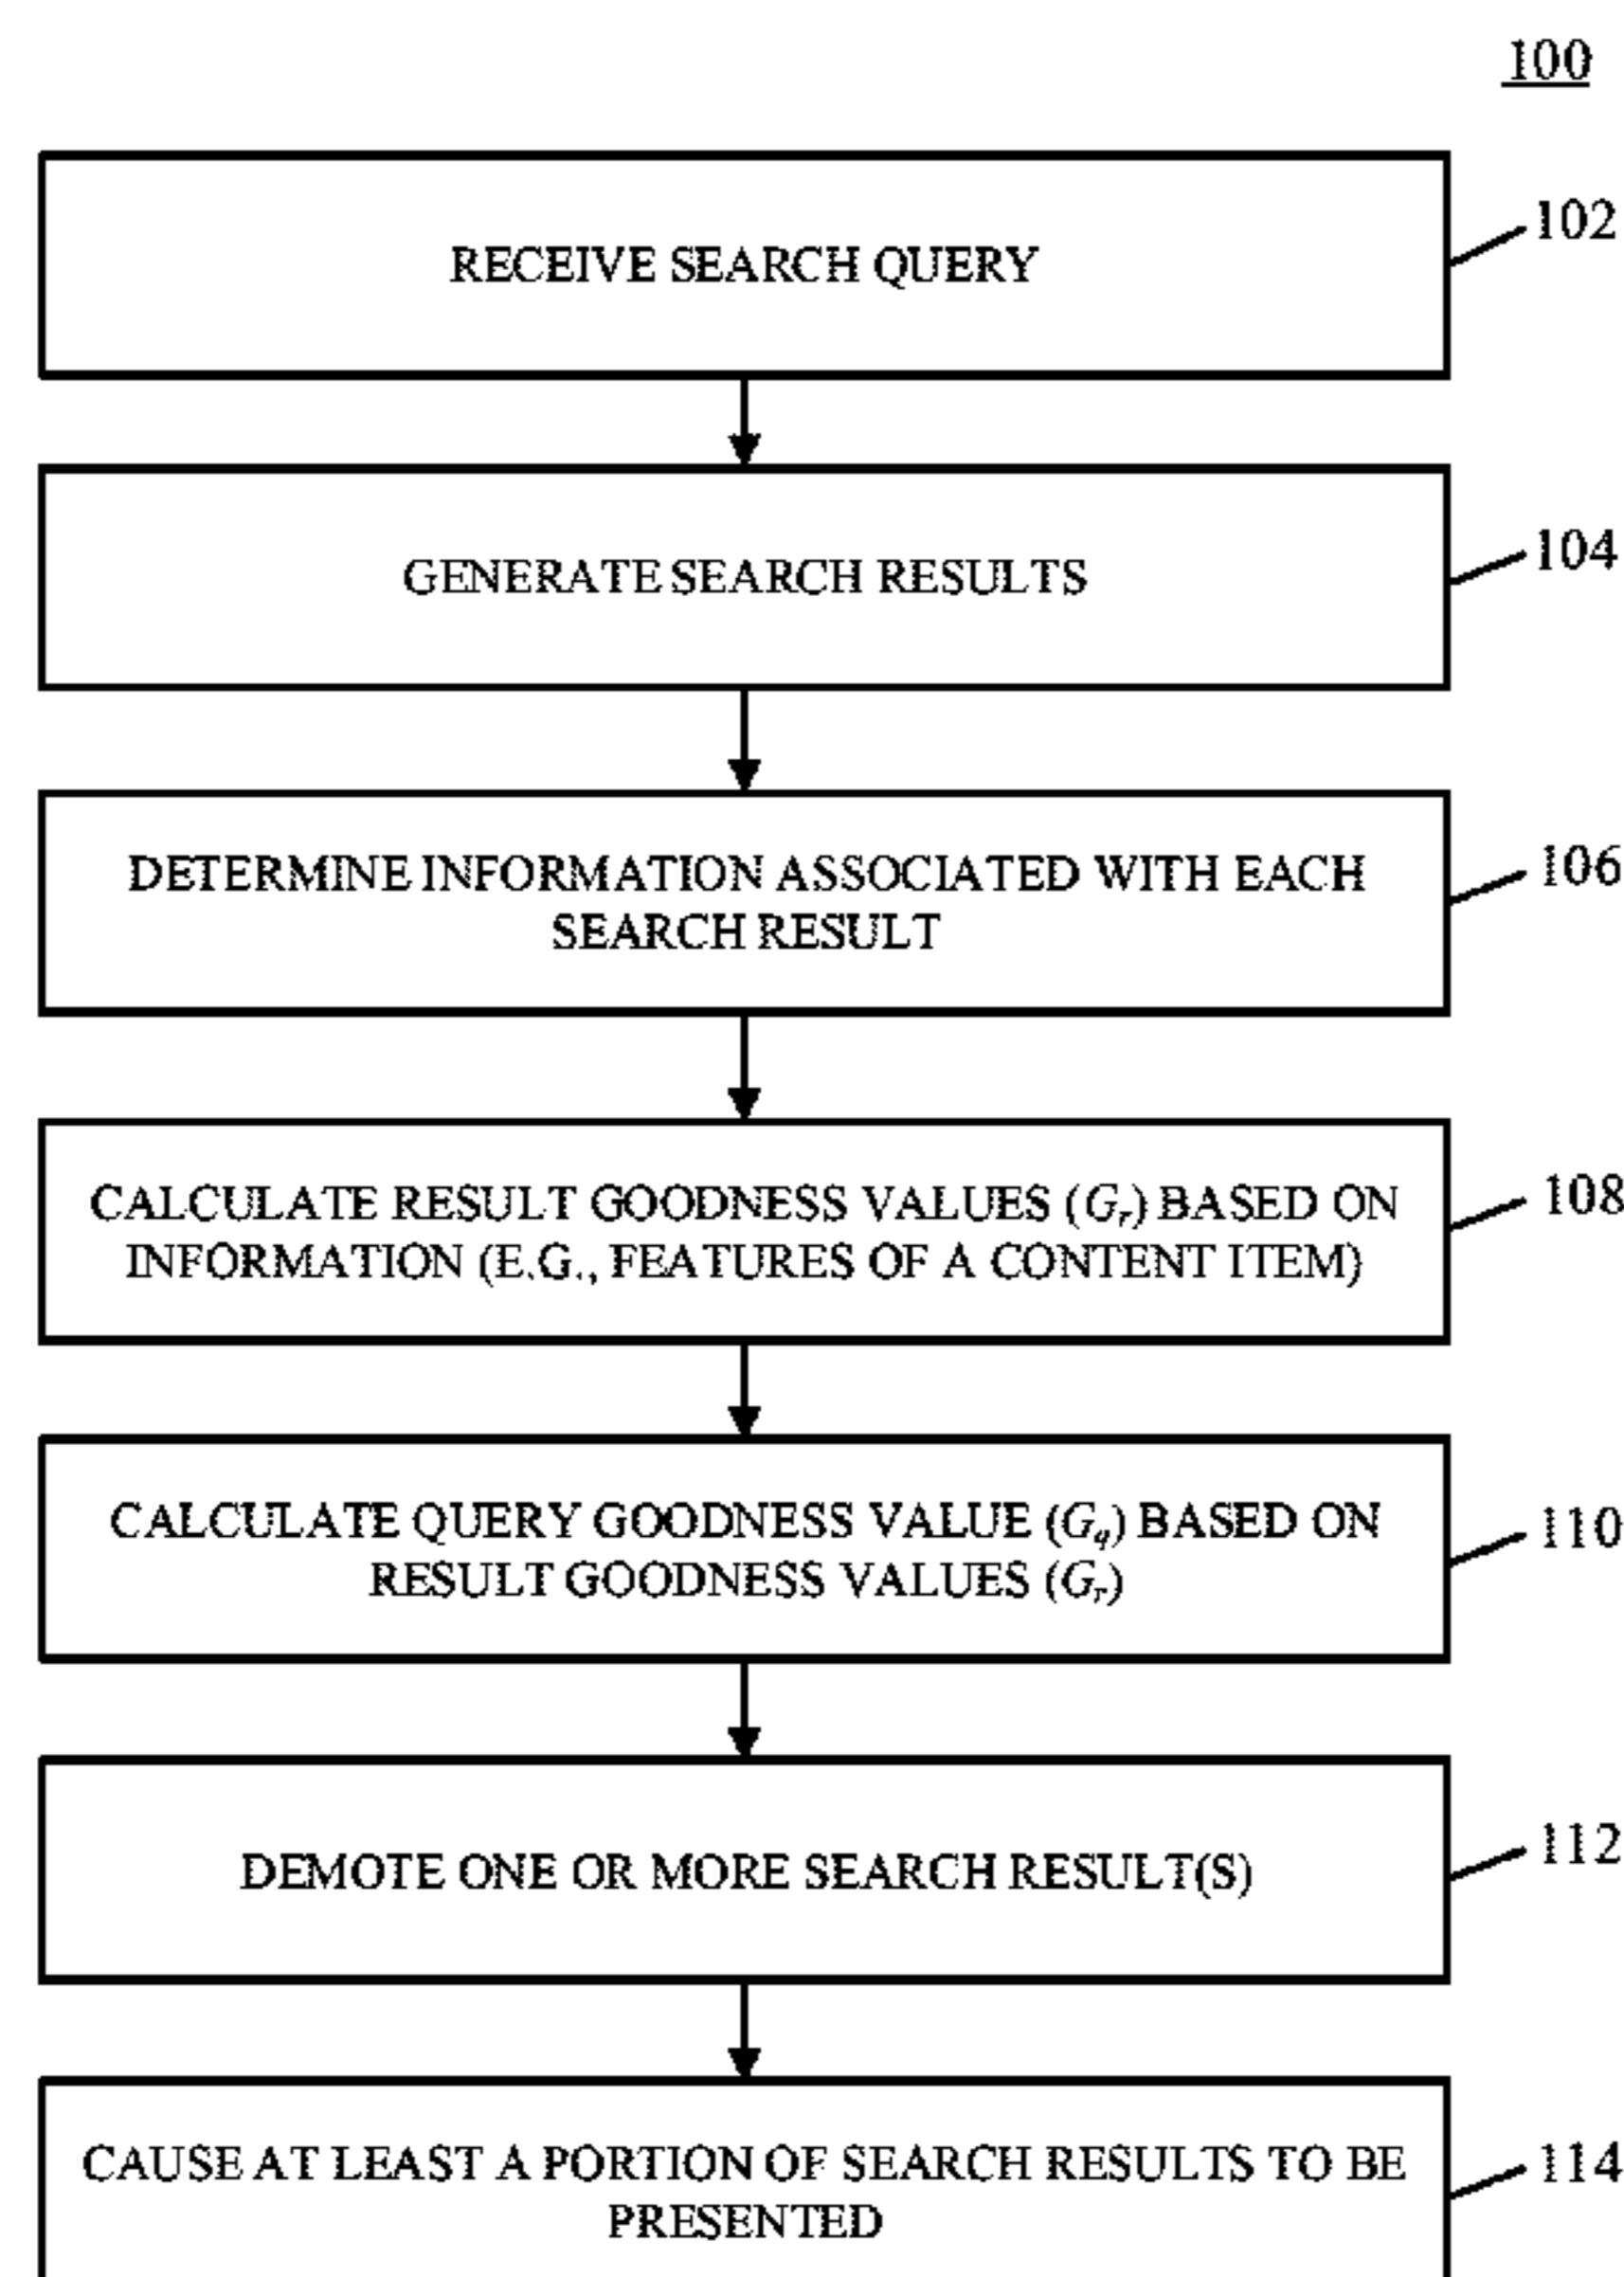 100
RECEIVE SEARCH QUERY
102
GENERATE SEARCH RESULTS
104
DETERMINE INFORMATION ASSOCIATED WITH EACH
SEARCH RESULT
106
CALCULATE RESULT GOODNESS VALUES (Gr) BASED ON
INFORMATION (E.G., FEATURES OF A CONTENT ITEM)
108
CALCULATE QUERY GOODNESS VALUE (Gq) BASED ON
RESULT GOODNESS VALUES (Gr)
110
DEMOTE ONE OR MORE SEARCH RESULT(S)
112
CAUSE AT LEAST A PORTION OF SEARCH RESULTS TO BE
PRESENTED
114